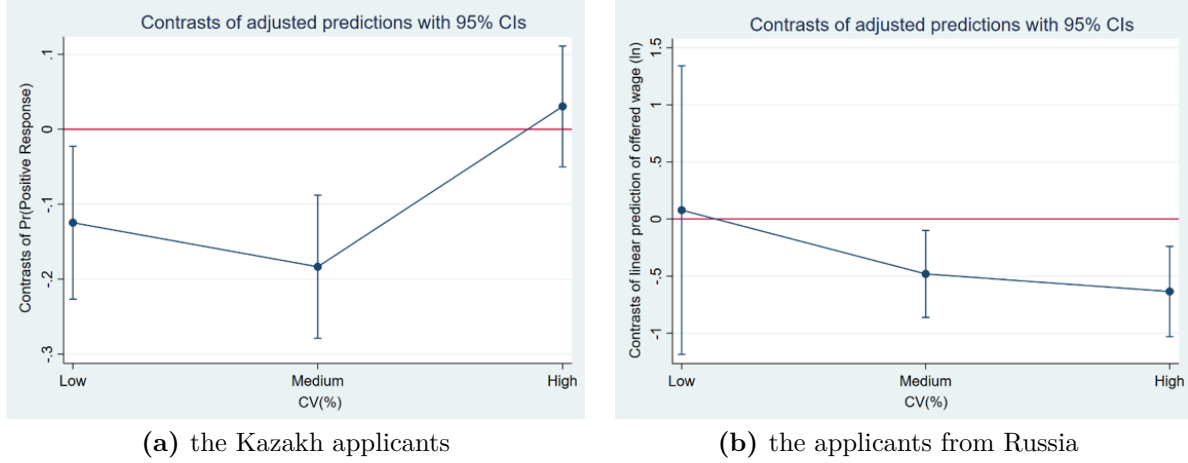 Contrasts of adjusted predictions with 95% CIs
Contrasts of Pr(Positive Response)
.1
0
-.1
-.2
-.3
Low
Medium
High
CV(%)
(a) the Kazakh applicants
Contrasts of adjusted predictions with 95% CIs
Contrasts of linear prediction of offered wage (ln)
1.5
1
.5
0
-.5
-1
Low
Medium
High
CV(%)
(b) the applicants from Russia